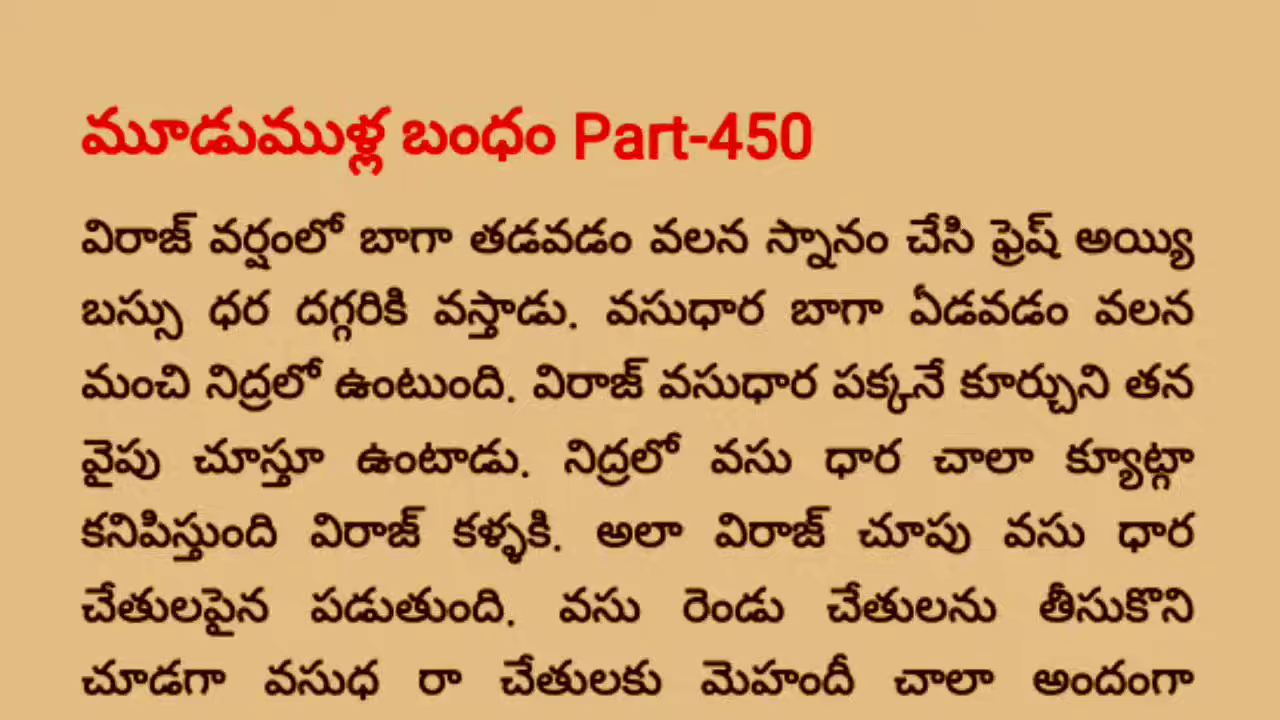 మూడుముళ్ల బంధం Part-450
విరాజ్ వర్షంలో బాగా తడవడం వలన స్నానం చేసి ఫ్రెష్ అయ్యి
బస్సు ధర దగ్గరికి వస్తాడు. వసుధార బాగా ఏడవడం వలన
మంచి నిద్రలో ఉంటుంది. విరాజ్ వసుధార పక్కనే కూర్చుని తన
వైపు చూస్తూ ఉంటాడు. నిద్రలో వసు ధార చాలా క్యూట్గా
కనిపిస్తుంది విరాజ్ కళ్ళకి. అలా విరాజ్ చూపు వసు ధార
చేతులపైన పడుతుంది. వసు రెండు చేతులను తీసుకొని
చూడగా వసుధ రా చేతులకు మెహందీ చాలా అందంగా